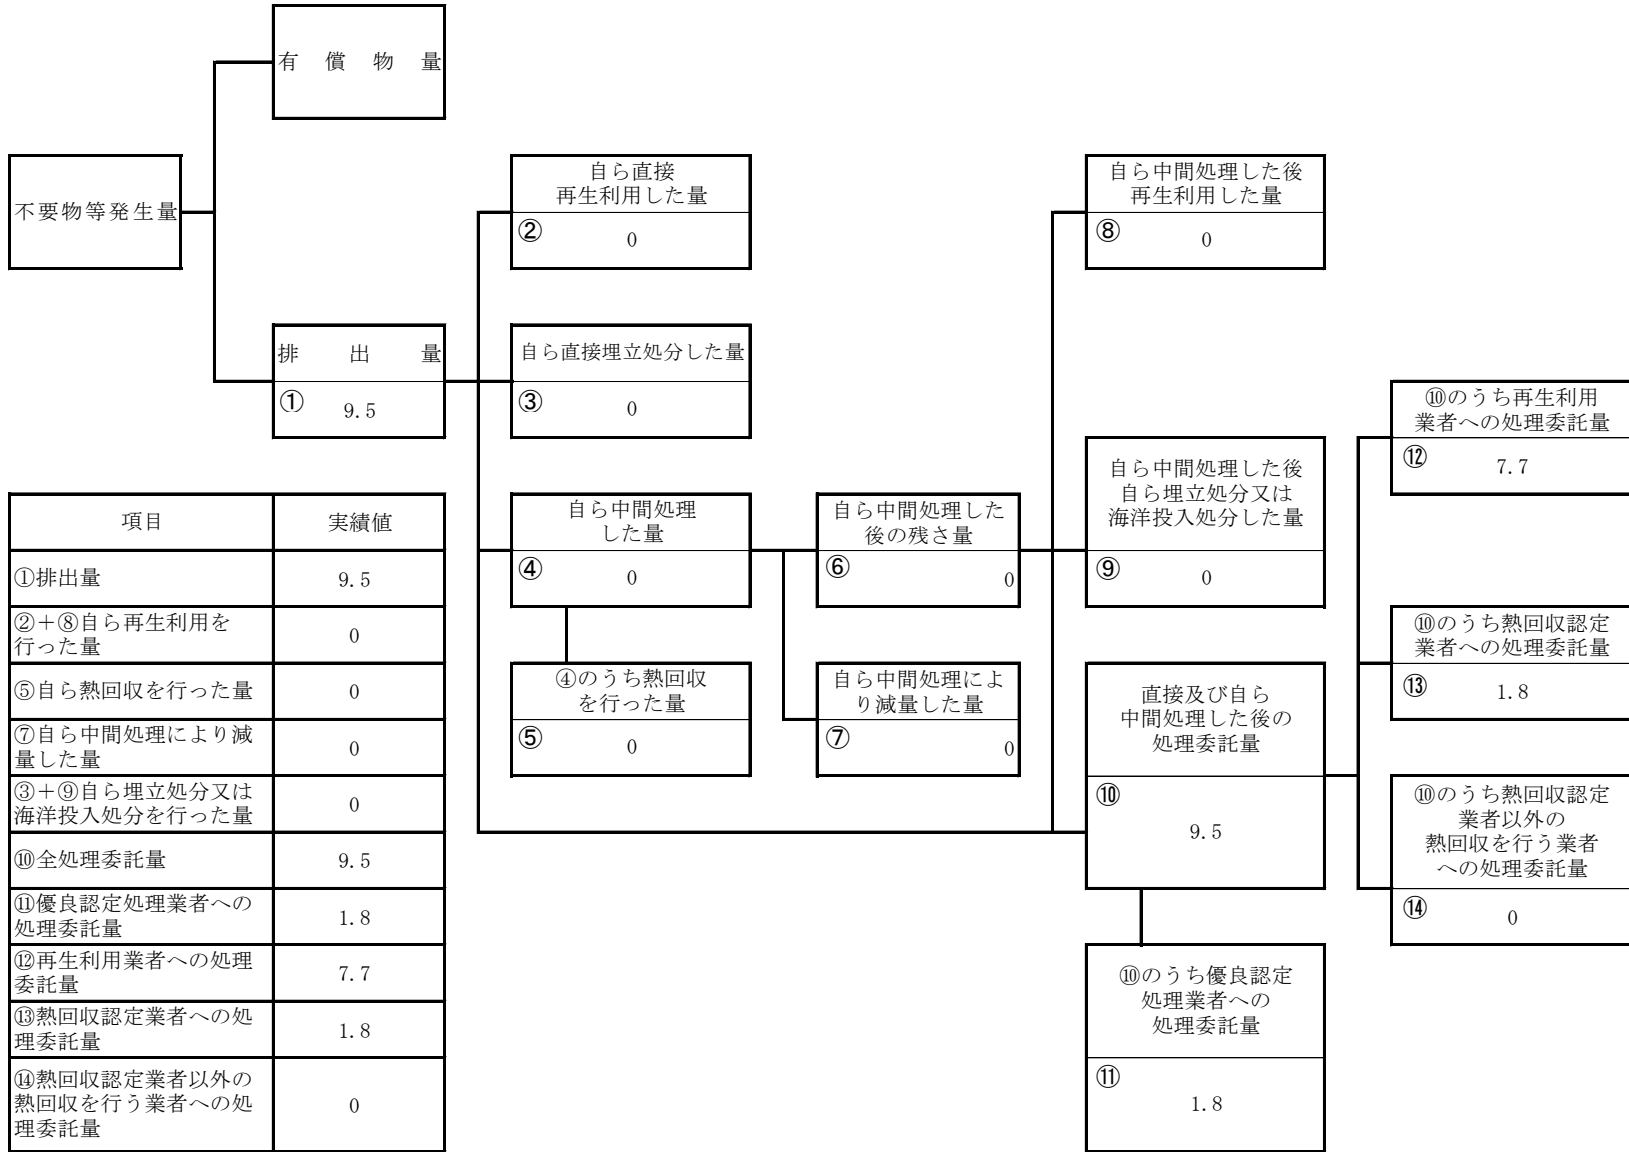 有償物量
不要物等発生量
排出量
① 9.5
自ら直接
再生利用した量
② 0
自ら直接埋立処分した量
③ 0
自ら中間処理
した量
④ 0
④のうち熱回収
を行った量
⑤ 0
自ら中間処理した
後の残さ量
⑥ 0
自ら中間処理によ
り減量した量
⑦ 0
自ら中間処理した後
再生利用した量
⑧ 0
自ら中間処理した後
自ら埋立処分又は
海洋投入処分した量
⑨ 0
直接及び自ら
中間処理した後の
処理委託量
⑩
9.5
⑩のうち優良認定
処理業者への
処理委託量
⑪
1.8
⑩のうち再生利用
業者への処理委託量
⑫ 7.7
⑩のうち熱回収認定
業者への処理委託量
⑬ 1.8
⑩のうち熱回収認定
業者以外の
熱回収を行う業者
への処理委託量
⑭ 0
項目 実績値
①排出量 9.5
②+⑧自ら再生利用を
行った量 0
⑤自ら熱回収を行った量 0
⑦自ら中間処理により減
量した量 0
③+⑨自ら埋立処分又は
海洋投入処分を行った量 0
⑩全処理委託量 9.5
⑪優良認定処理業者への
処理委託量 1.8
⑫再生利用業者への処理
委託量 7.7
⑬熱回収認定業者への処
理委託量 1.8
⑭熱回収認定業者以外の
熱回収を行う業者への処
理委託量 0